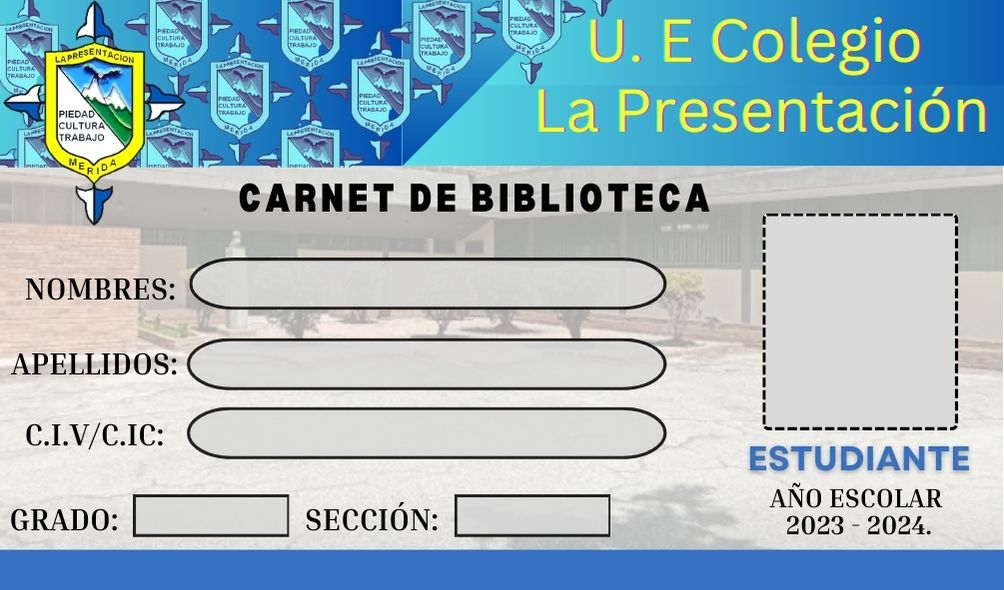 U. E Colegio
La Presentación
LA PRESENTACIÓN
PIEDAD
CULTURA
TRABAJO
MERIDA
CARNET DE BIBLIOTECA
NOMBRES:
APELLIDOS:
C.I.V/C.IC:
GRADO:
SECCIÓN:
ESTUDIANTE
AÑO ESCOLAR
2023 - 2024.